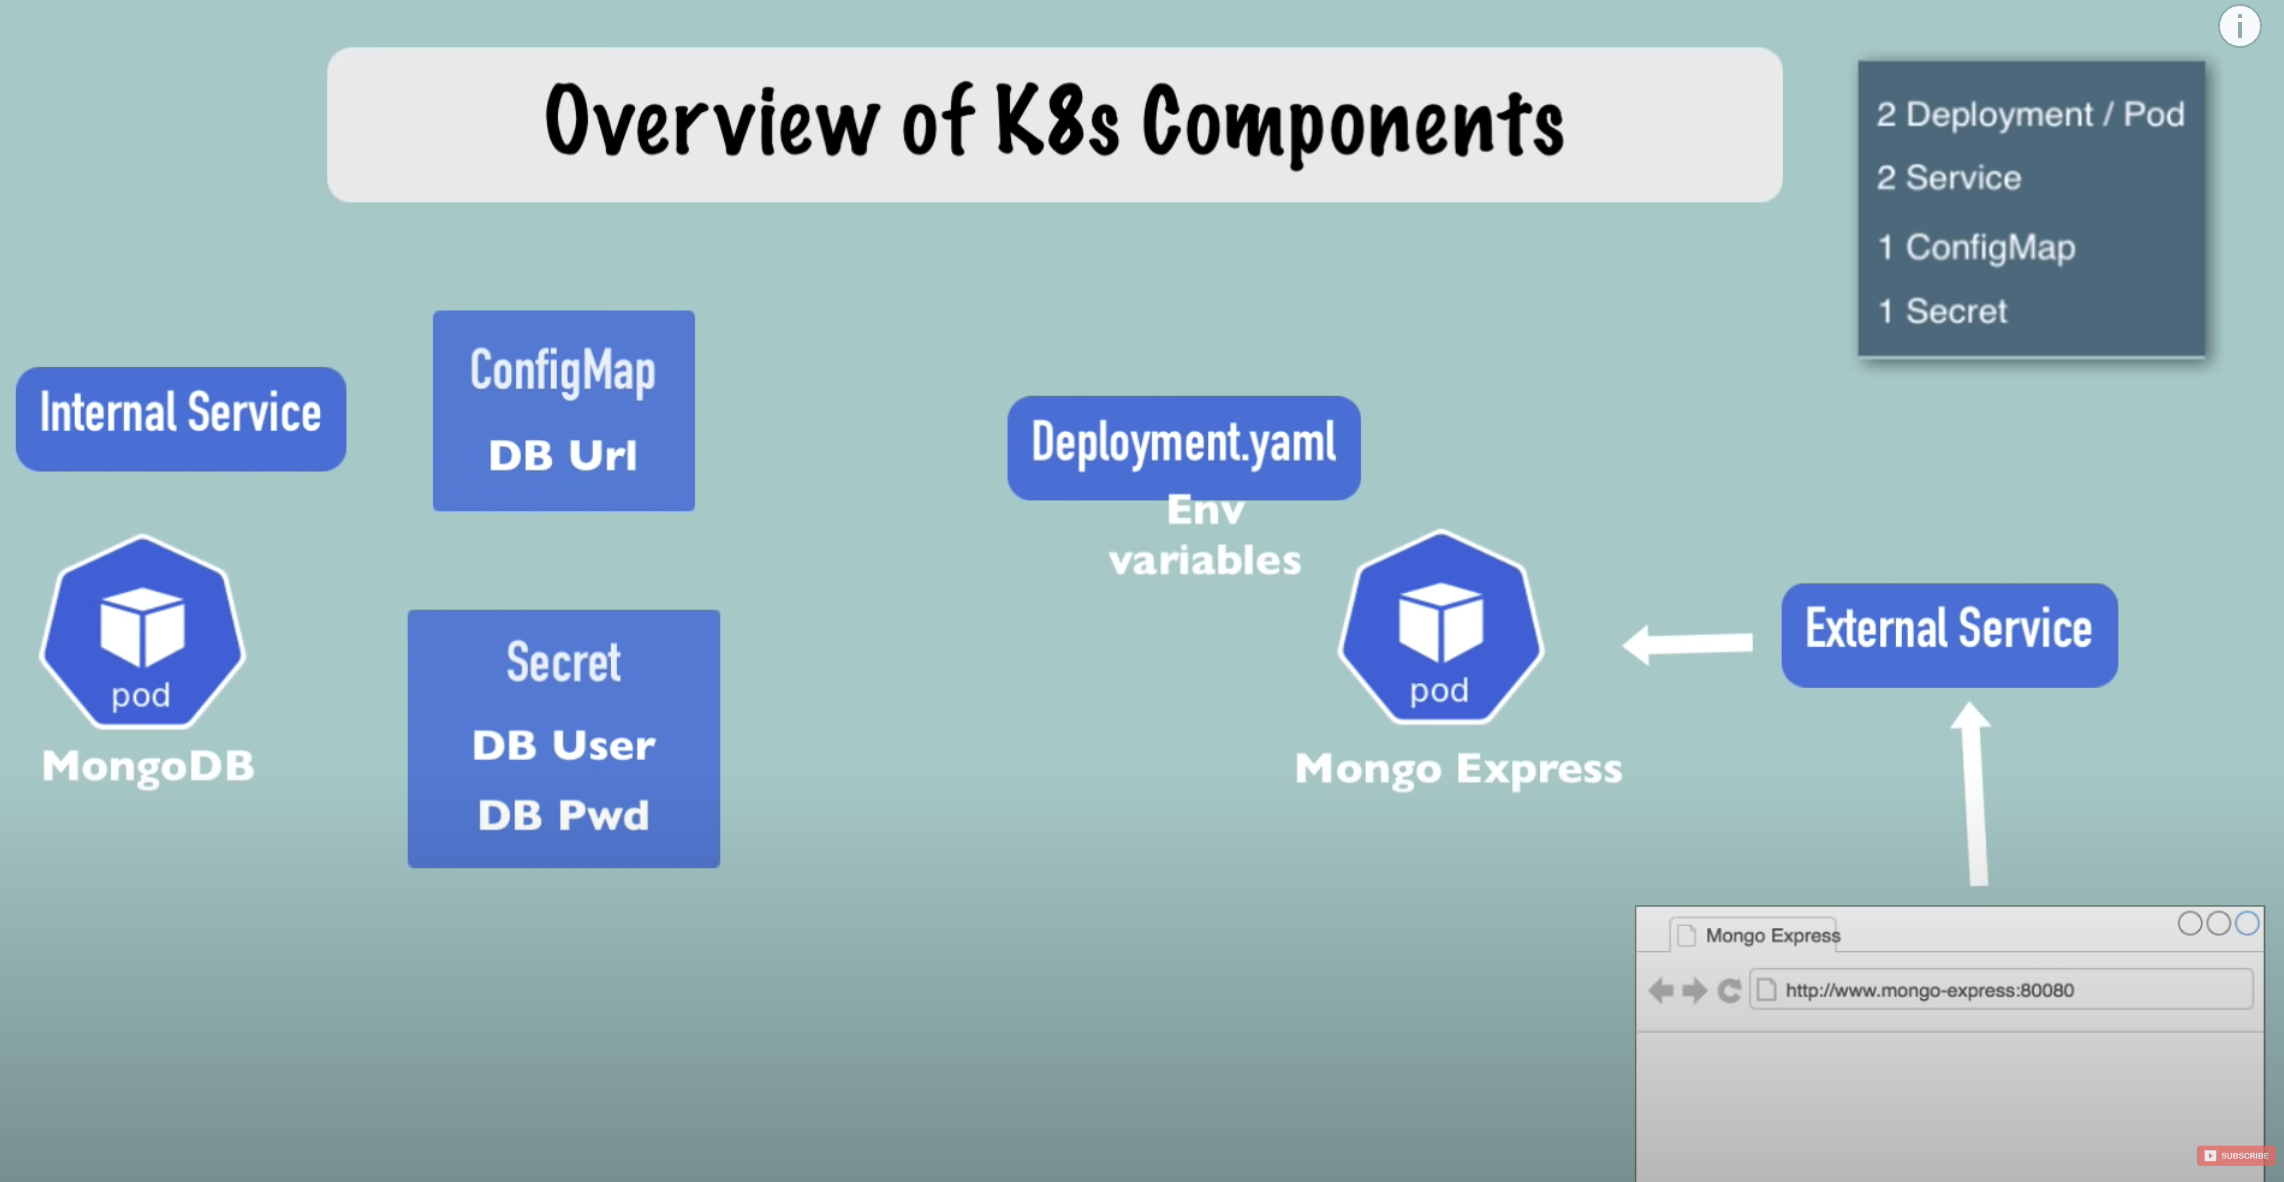 Overview of K8s Components
2 Deployment / Pod
2 Service
1 ConfigMap
1 Secret
Internal Service
pod
MongoDB
ConfigMap
DB Url
Secret
DB User
DB Pwd
Deployment.yaml
Env
variables
pod
Mongo Express
External Service
Mongo Express
http://www.mongo-express:80080
SUBSCRIBE
i